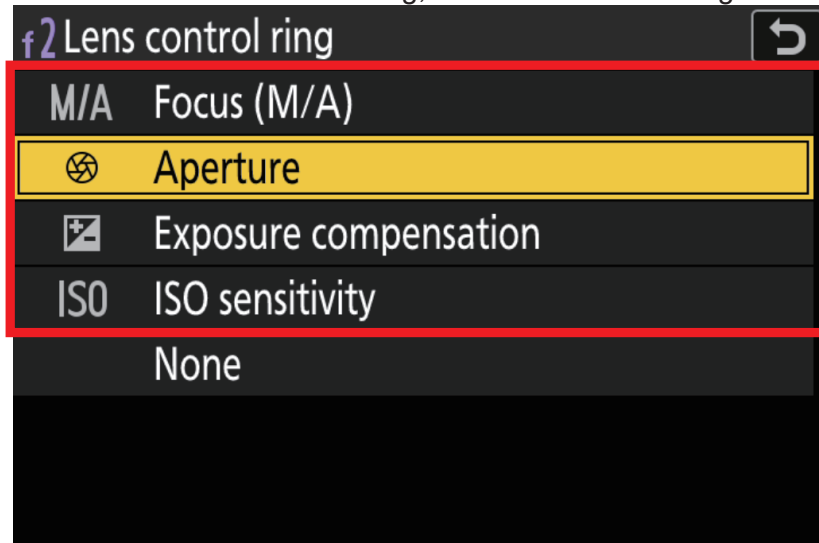 f2 Lens control ring
M/A Focus (M/A)
Aperture
Exposure compensation
ISO ISO sensitivity
None